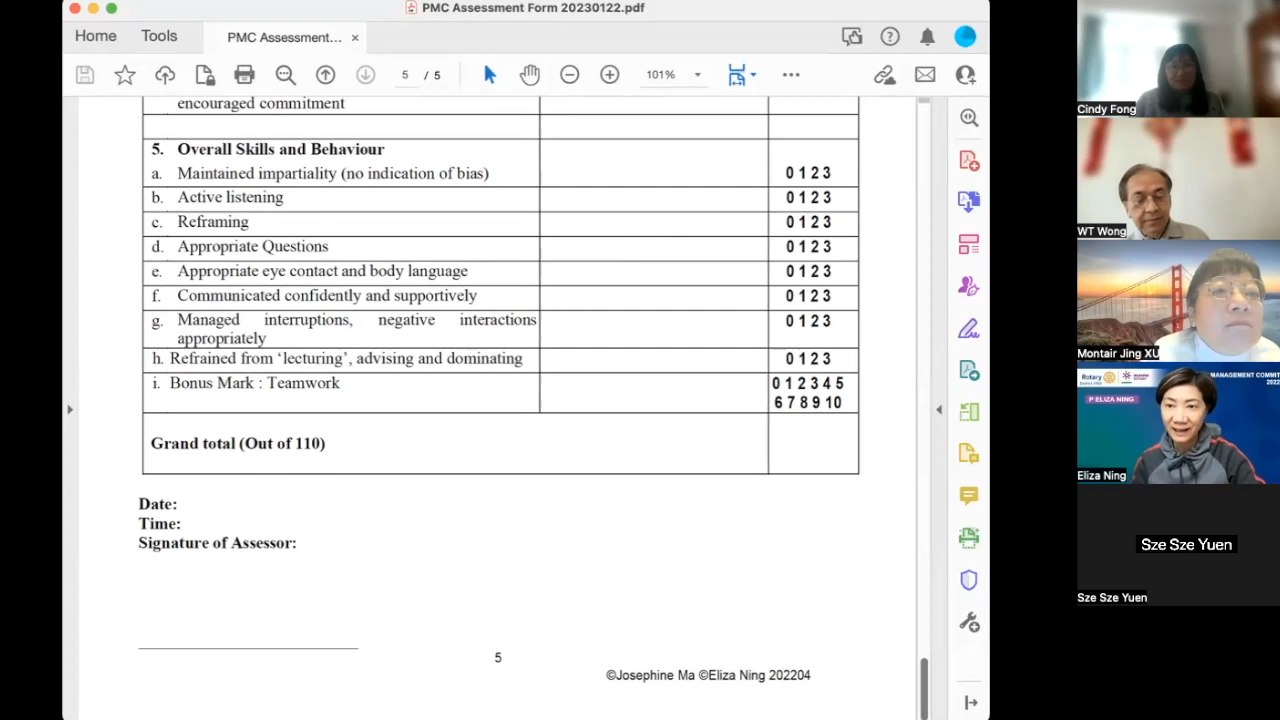 PMC Assessment Form 20230122.pdf
Home
Tools
PMC Assessment... ×
5 / 5
101%
encouraged commitment
5. Overall Skills and Behaviour
a. Maintained impartiality (no indication of bias) 0 1 2 3
b. Active listening 0 1 2 3
c. Reframing 0 1 2 3
d. Appropriate Questions 0 1 2 3
e. Appropriate eye contact and body language 0 1 2 3
f. Communicated confidently and supportively 0 1 2 3
g. Managed interruptions, negative interactions 0 1 2 3
appropriately
h. Refrained from ‘lecturing’, advising and dominating 0 1 2 3
i. Bonus Mark : Teamwork 0 1 2 3 4 5
6 7 8 9 10
Grand total (Out of 110)
Date:
Time:
Signature of Assessor:
5
©Josephine Ma ©Eliza Ning 202204
Cindy Fong
WT Wong
Montair Jing XU
Rotary
MANAGEMENT COMMIT
2022
P ELIZA NING
Eliza Ning
Sze Sze Yuen
Sze Sze Yuen